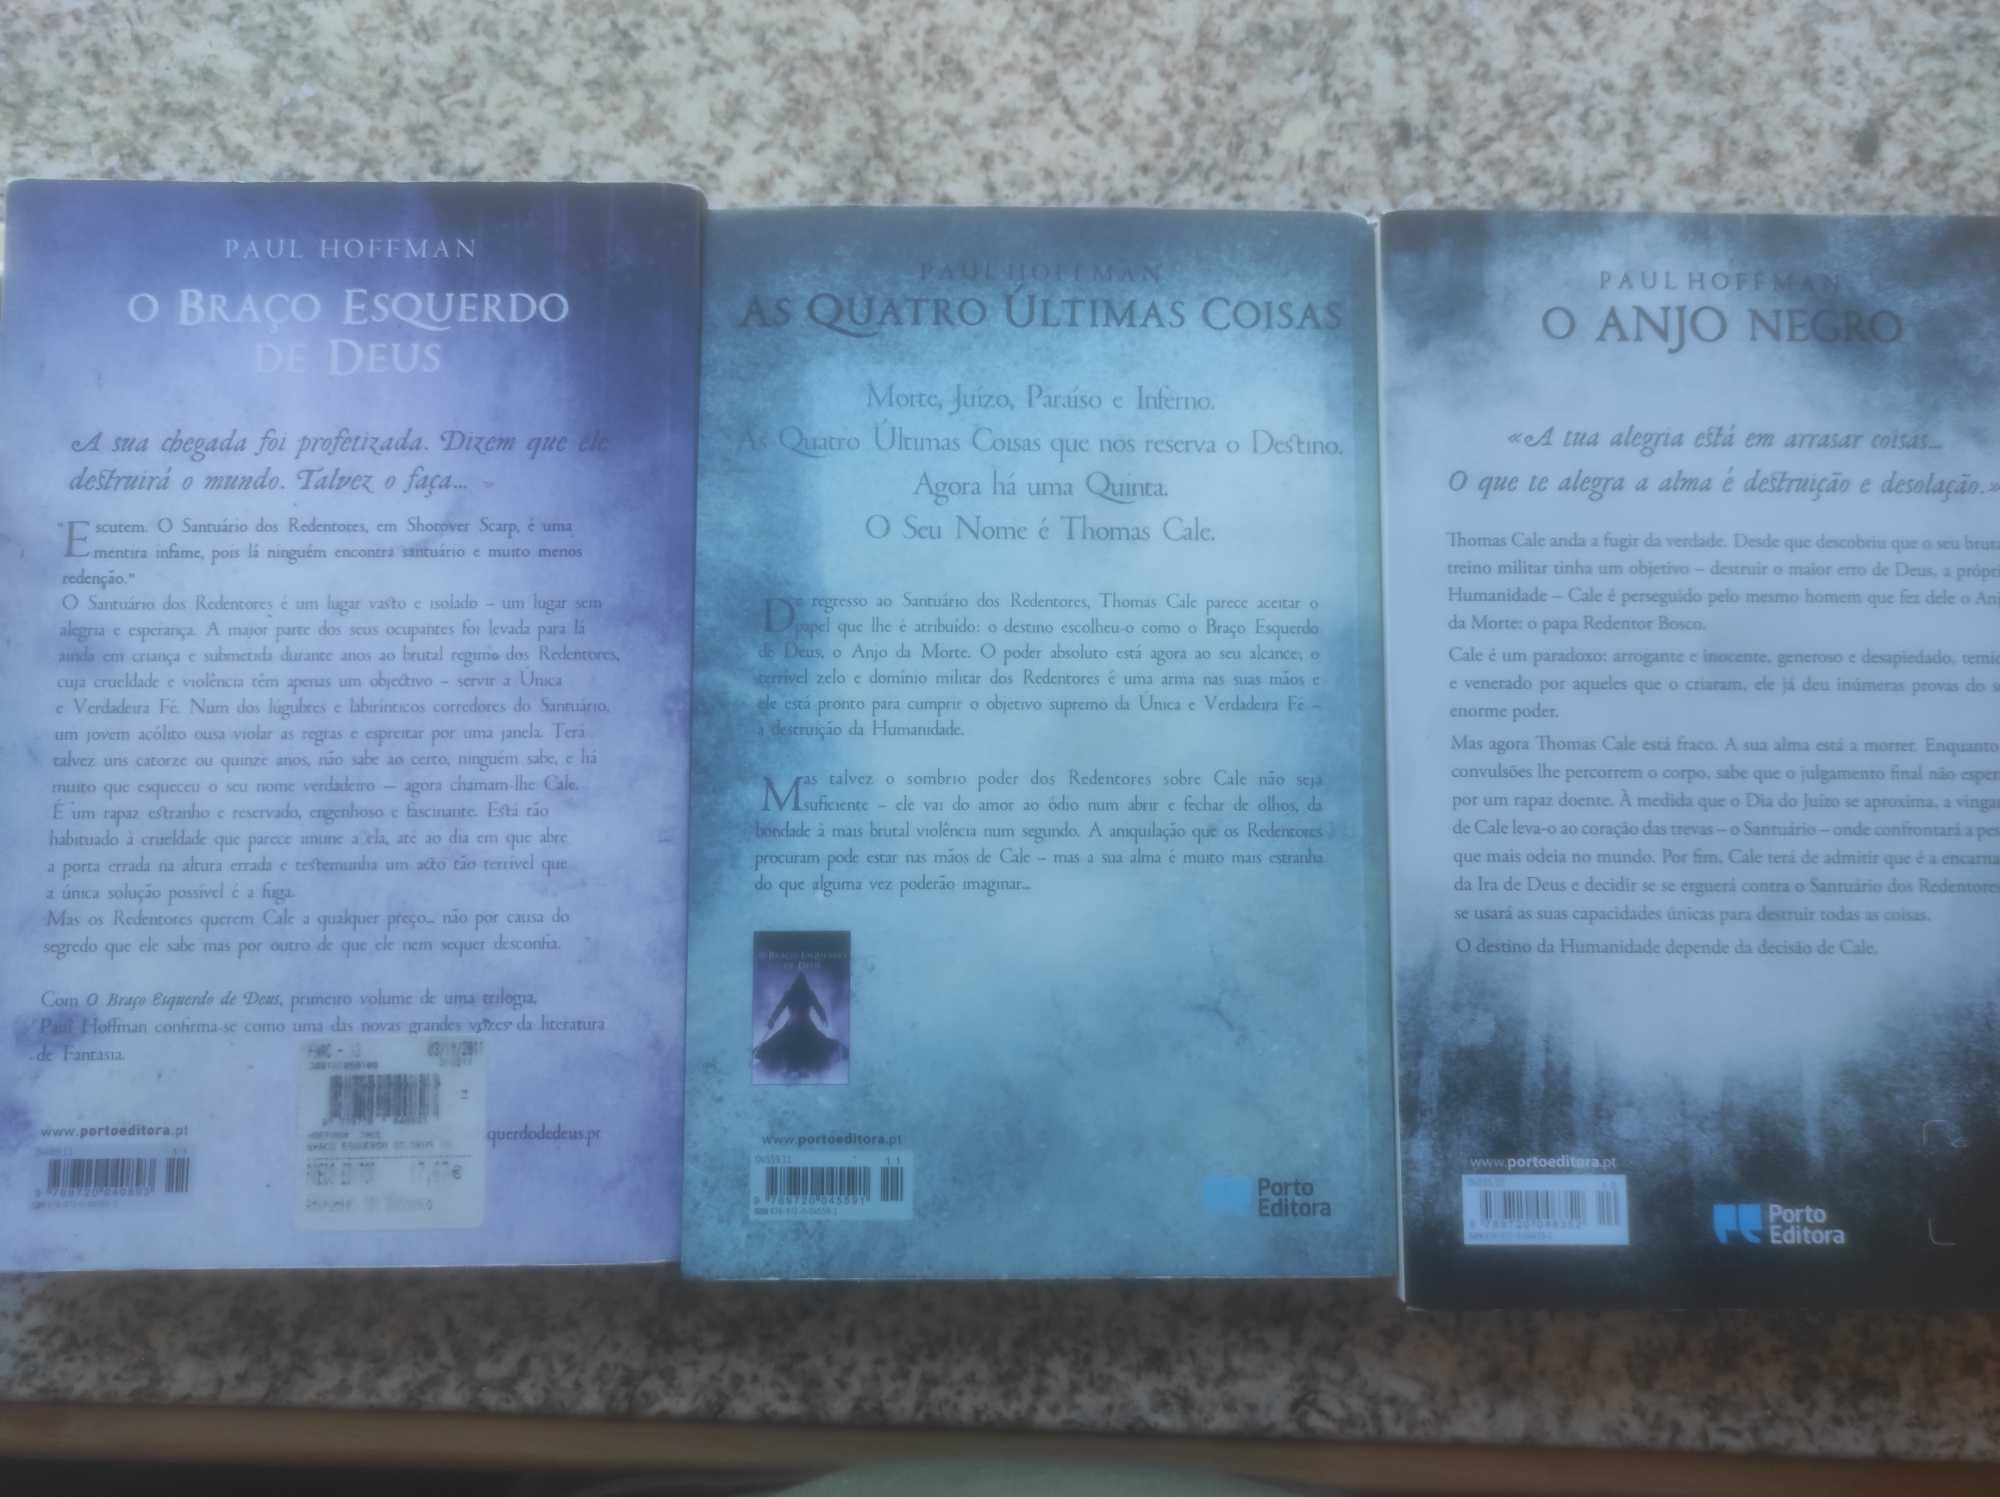 PAUL HOFFMAN
O BRAÇO ESQUERDO
DE DEUS
A sua chegada foi profetizada. Dizem que ele
destruirá o mundo. Talvez o faça...
"Escutem. O Santuário dos Redentores, em Shotover Scarp, é uma
mentira infame, pois lá ninguém encontra santuário e muito menos
redenção."
O Santuário dos Redentores é um lugar vasto e isolado – um lugar sem
alegria e esperança. A maior parte dos seus ocupantes foi levada para lá
ainda em criança e submetida durante anos ao brutal regime dos Redentores,
cuja crueldade e violência têm apenas um objectivo – servir a Única
e Verdadeira Fé. Num dos lúgubres e labirínticos corredores do Santuário,
um jovem acólito ousa violar as regras e espreitar por uma janela. Terá
talvez uns catorze ou quinze anos, não sabe ao certo, ninguém sabe, e há
muito que esqueceu o seu nome verdadeiro – agora chamam-lhe Cale.
É um rapaz estranho e reservado, engenhoso e fascinante. Está tão
habituado à crueldade que parece imune a ela, até ao dia em que abre
a porta errada na altura errada e testemunha um acto tão terrível que
a única solução possível é a fuga.
Mas os Redentores querem Cale a qualquer preço... não por causa do
segredo que ele sabe mas por outro de que ele nem sequer desconfia.
Com O Braço Esquerdo de Deus, primeiro volume de uma trilogia,
Paul Hoffman confirma-se como uma das novas grandes vozes da literatura
de Fantasia.
03/11/2011
BRACO ESQUERDO DE DEUS
17,67€
www.portoeditora.pt
querdodedeus.pr
PAUL HOFFMAN
AS QUATRO ÚLTIMAS COISAS
Morte, Juízo, Paraíso e Inferno.
As Quatro Últimas Coisas que nos reserva o Destino.
Agora há uma Quinta.
O Seu Nome é Thomas Cale.
De regresso ao Santuário dos Redentores, Thomas Cale parece aceitar o
papel que lhe é atribuído: o destino escolheu-o como o Braço Esquerdo
de Deus, o Anjo da Morte. O poder absoluto está agora ao seu alcance, o
terrível zelo e domínio militar dos Redentores é uma arma nas suas mãos e
ele está pronto para cumprir o objetivo supremo da Única e Verdadeira Fé –
a destruição da Humanidade.
Mas talvez o sombrio poder dos Redentores sobre Cale não seja
suficiente – ele vai do amor ao ódio num abrir e fechar de olhos, da
bondade à mais brutal violência num segundo. A aniquilação que os Redentores
procuram pode estar nas mãos de Cale – mas a sua alma é muito mais estranha
do que alguma vez poderão imaginar...
O BRAÇO ESQUERDO
DE DEUS
www.portoeditora.pt
9 789720 045591
Porto
Editora
PAUL HOFFMAN
O ANJO NEGRO
«A tua alegria está em arrasar coisas...
O que te alegra a alma é destruição e desolação.»
Thomas Cale anda a fugir da verdade. Desde que descobriu que o seu bruta
treino militar tinha um objetivo – destruir o maior erro de Deus, a própri
Humanidade – Cale é perseguido pelo mesmo homem que fez dele o Anj
da Morte: o papa Redentor Bosco.
Cale é um paradoxo: arrogante e inocente, generoso e desapiedado, temid
e venerado por aqueles que o criaram, ele já deu inúmeras provas do s
enorme poder.
Mas agora Thomas Cale está fraco. A sua alma está a morrer. Enquanto
convulsões lhe percorrem o corpo, sabe que o julgamento final não esper
por um rapaz doente. À medida que o Dia do Juízo se aproxima, a vingan
de Cale leva-o ao coração das trevas – o Santuário – onde confrontará a pes
que mais odeia no mundo. Por fim, Cale terá de admitir que é a encarna
da Ira de Deus e decidir se se erguerá contra o Santuário dos Redentores
se usará as suas capacidades únicas para destruir todas as coisas.
O destino da Humanidade depende da decisão de Cale.
www.portoeditora.pt
Porto
Editora